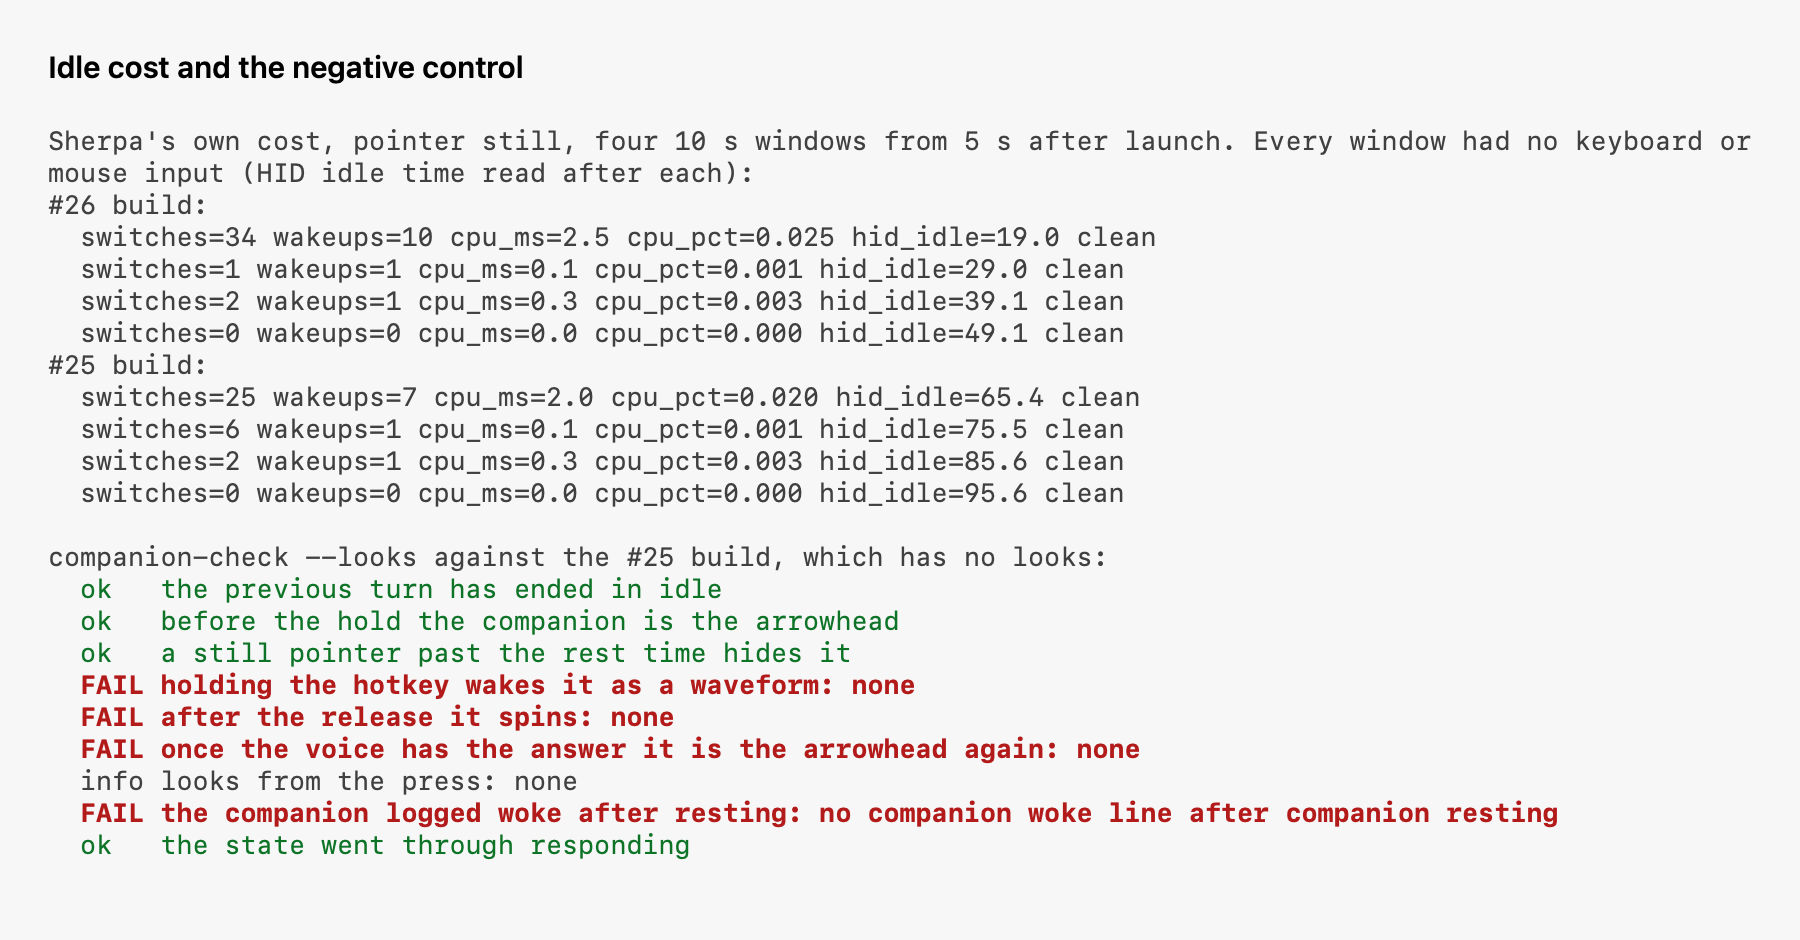 Idle cost and the negative control
Sherpa's own cost, pointer still, four 10 s windows from 5 s after launch. Every window had no keyboard or
mouse input (HID idle time read after each):
#26 build:
switches=34 wakeups=10 cpu_ms=2.5 cpu_pct=0.025 hid_idle=19.0 clean
switches=1 wakeups=1 cpu_ms=0.1 cpu_pct=0.001 hid_idle=29.0 clean
switches=2 wakeups=1 cpu_ms=0.3 cpu_pct=0.003 hid_idle=39.1 clean
switches=0 wakeups=0 cpu_ms=0.0 cpu_pct=0.000 hid_idle=49.1 clean
#25 build:
switches=25 wakeups=7 cpu_ms=2.0 cpu_pct=0.020 hid_idle=65.4 clean
switches=6 wakeups=1 cpu_ms=0.1 cpu_pct=0.001 hid_idle=75.5 clean
switches=2 wakeups=1 cpu_ms=0.3 cpu_pct=0.003 hid_idle=85.6 clean
switches=0 wakeups=0 cpu_ms=0.0 cpu_pct=0.000 hid_idle=95.6 clean
companion-check --looks against the #25 build, which has no looks:
ok   the previous turn has ended in idle
ok   before the hold the companion is the arrowhead
ok   a still pointer past the rest time hides it
FAIL holding the hotkey wakes it as a waveform: none
FAIL after the release it spins: none
FAIL once the voice has the answer it is the arrowhead again: none
info looks from the press: none
FAIL the companion logged woke after resting: no companion woke line after companion resting
ok   the state went through responding